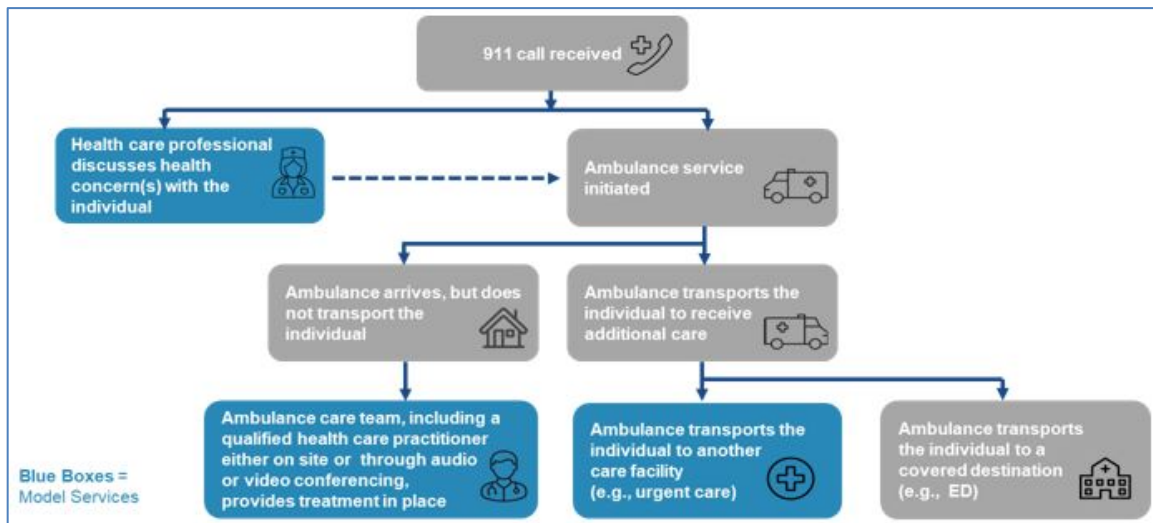 911 call received
Health care professional
discusses health
concern(s) with the
individual
Ambulance service
initiated
Ambulance arrives, but does
not transport the
individual
Ambulance transports the
individual to receive
additional care
Ambulance care team, including a
qualified health care practitioner
either on site or through audio
or video conferencing,
provides treatment in place
Ambulance transports the
individual to another
care facility
(e.g., urgent care)
Ambulance transports
the individual to a
covered destination
(e.g., ED)
Blue Boxes =
Model Services